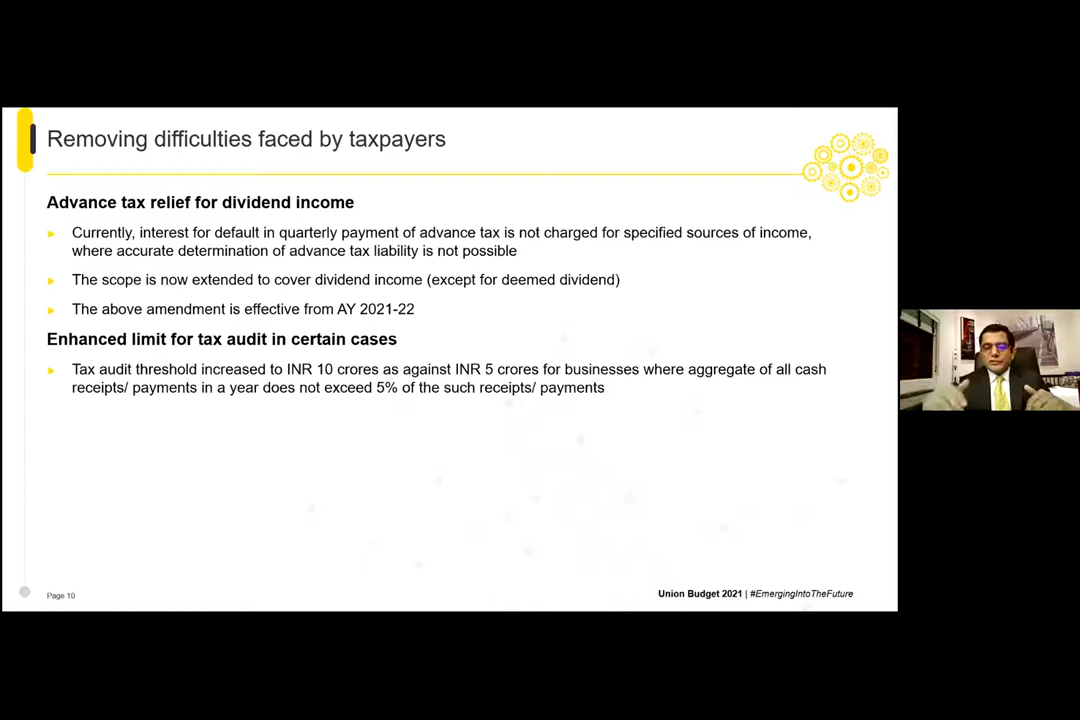 Removing difficulties faced by taxpayers
Advance tax relief for dividend income
Currently, interest for default in quarterly payment of advance tax is not charged for specified sources of income,
where accurate determination of advance tax liability is not possible
The scope is now extended to cover dividend income (except for deemed dividend)
The above amendment is effective from AY 2021-22
Enhanced limit for tax audit in certain cases
Tax audit threshold increased to INR 10 crores as against INR 5 crores for businesses where aggregate of all cash
receipts/ payments in a year does not exceed 5% of the such receipts/ payments
Page 10
Union Budget 2021 | #EmergingIntoTheFuture